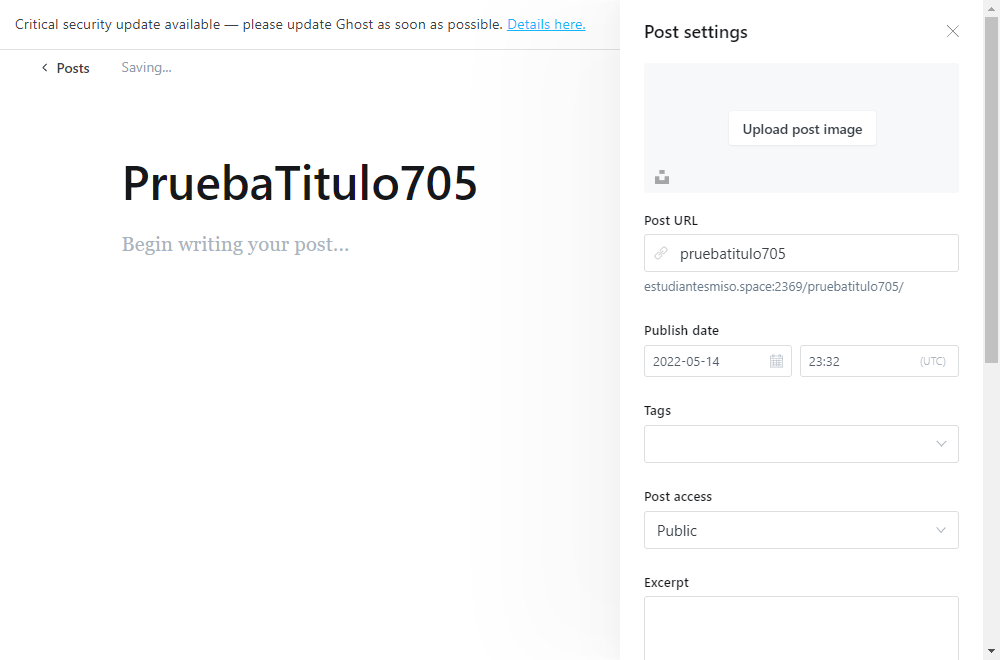 Critical security update available — please update Ghost as soon as possible. Details here.
Posts
Saving...
PruebaTitulo705
Begin writing your post...
Post settings
Upload post image
Post URL
pruebatitulo705
estudiantesmiso.space:2369/pruebatitulo705/
Publish date
2022-05-14
23:32
(UTC)
Tags
Post access
Public
Excerpt